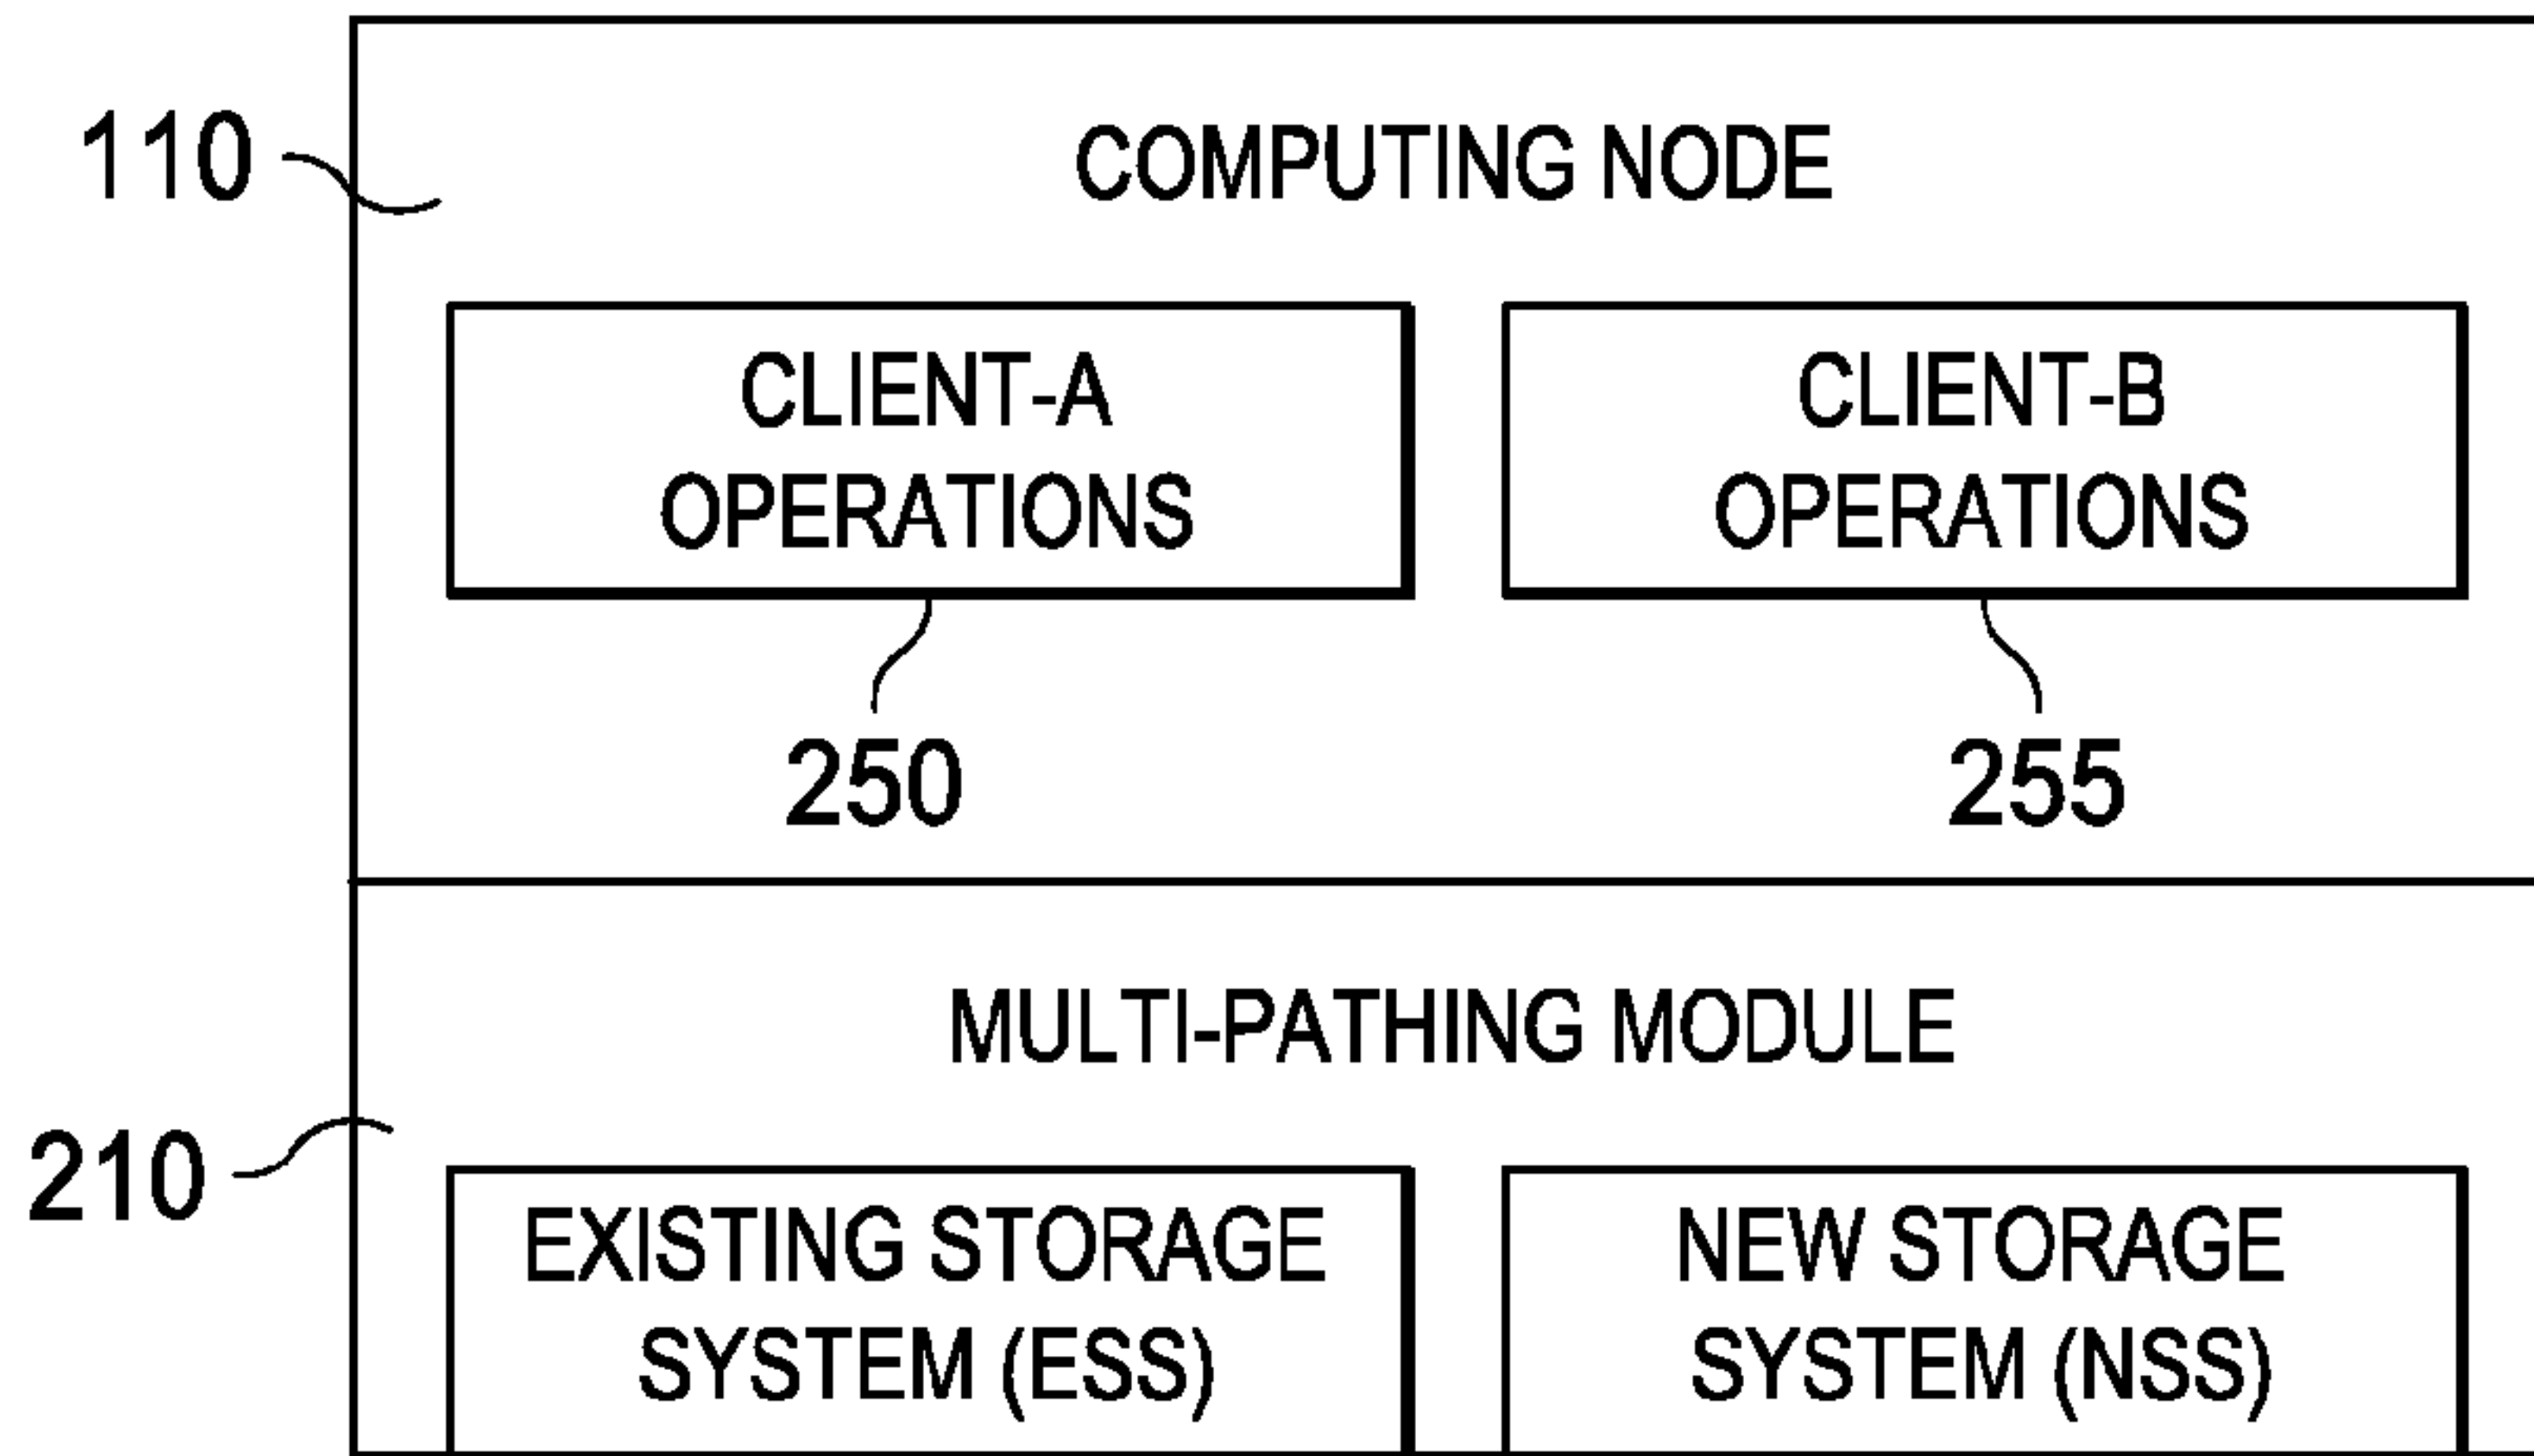 110
COMPUTING NODE
CLIENT-A
OPERATIONS
CLIENT-B
OPERATIONS
250
255
210
MULTI-PATHING MODULE
EXISTING STORAGE
SYSTEM (ESS)
NEW STORAGE
SYSTEM (NSS)